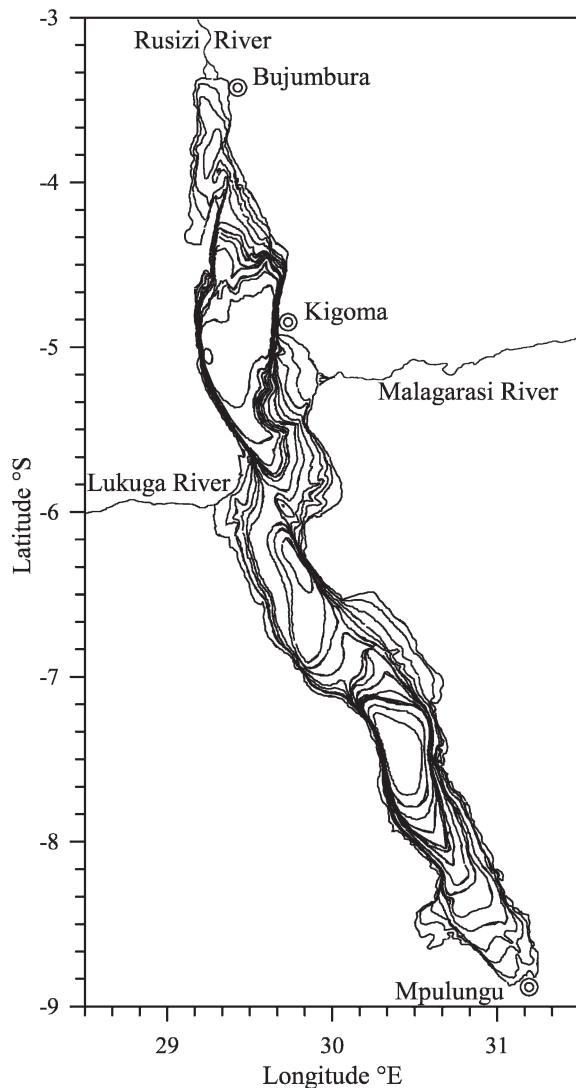 -3
Rusizi River
Bujumbura
-4
Kigoma
-5
Malagarasi River
Lukuga River
-6
Latitude °S
-7
-8
Mpulungu
-9
29 30 31
Longitude °E